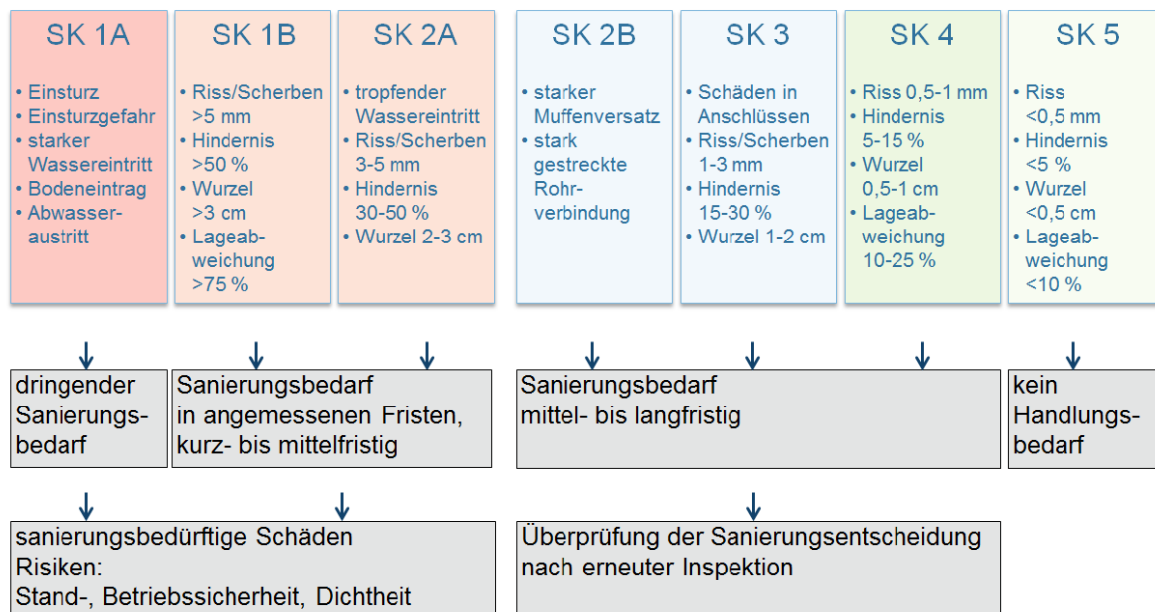 SK 1A
• Einsturz
• Einsturzgefahr
• starker
Wassereintritt
• Bodeneintrag
• Abwasser-
austritt
SK 1B
• Riss/Scherben
>5 mm
• Hindernis
>50 %
• Wurzel
>3 cm
• Lageab-
weichung
>75 %
SK 2A
• tropfender
Wassereintritt
• Riss/Scherben
3-5 mm
• Hindernis
30-50 %
• Wurzel 2-3 cm
SK 2B
• starker
Muffenversatz
• stark
gestreckte
Rohr-
verbindung
SK 3
• Schäden in
Anschlüssen
• Riss/Scherben
1-3 mm
• Hindernis
15-30 %
• Wurzel 1-2 cm
SK 4
• Riss 0,5-1 mm
• Hindernis
5-15 %
• Wurzel
0,5-1 cm
• Lageab-
weichung
10-25 %
SK 5
• Riss
<0,5 mm
• Hindernis
<5 %
• Wurzel
<0,5 cm
• Lageab-
weichung
<10 %
dringender
Sanierungs-
bedarf
Sanierungsbedarf
in angemessenen Fristen,
kurz- bis mittelfristig
Sanierungsbedarf
mittel- bis langfristig
kein
Handlungs-
bedarf
sanierungsbedürftige Schäden
Risiken:
Stand-, Betriebssicherheit, Dichtheit
Überprüfung der Sanierungsentscheidung
nach erneuter Inspektion